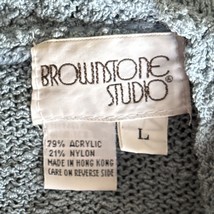 BROWNSTONE
STUDIO®
L
79% ACRYLIC
21% NYLON
MADE IN HONG KONG
CARE ON REVERSE SIDE